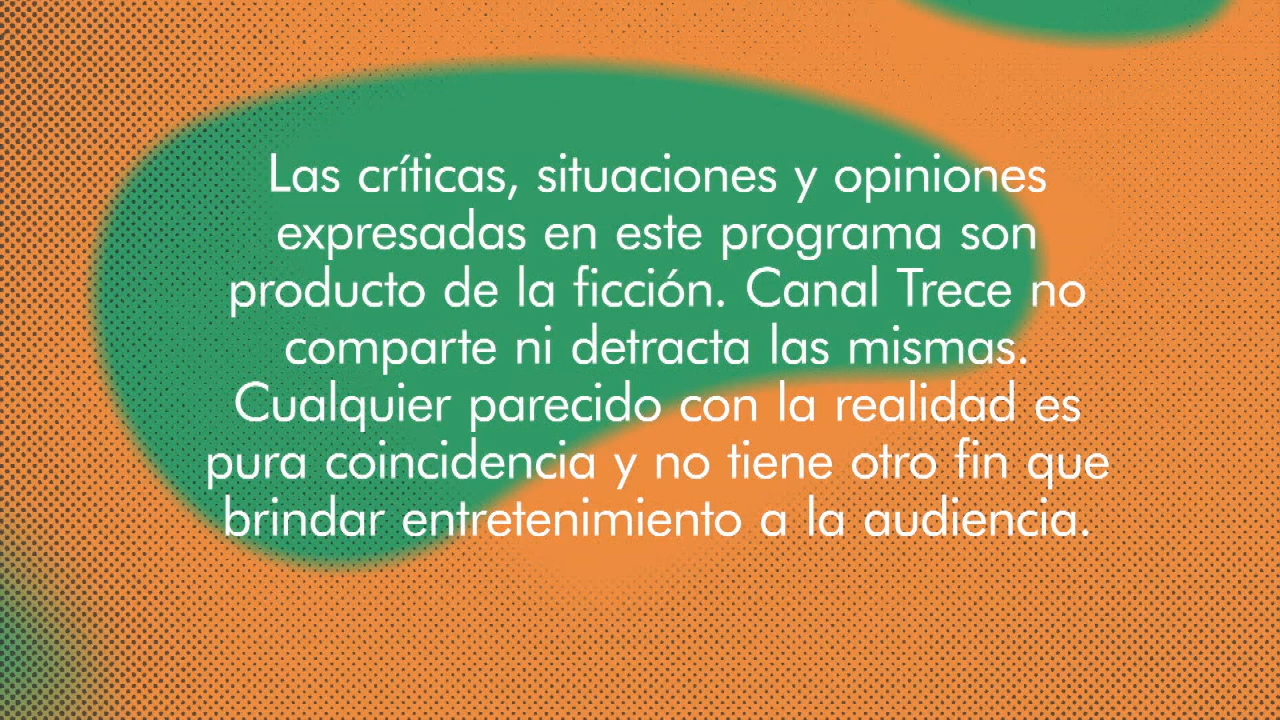 Las críticas, situaciones y opiniones
expresadas en este programa son
producto de la ficción. Canal Trece no
comparte ni detracta las mismas.
Cualquier parecido con la realidad es
pura coincidencia y no tiene otro fin que
brindar entretenimiento a la audiencia.